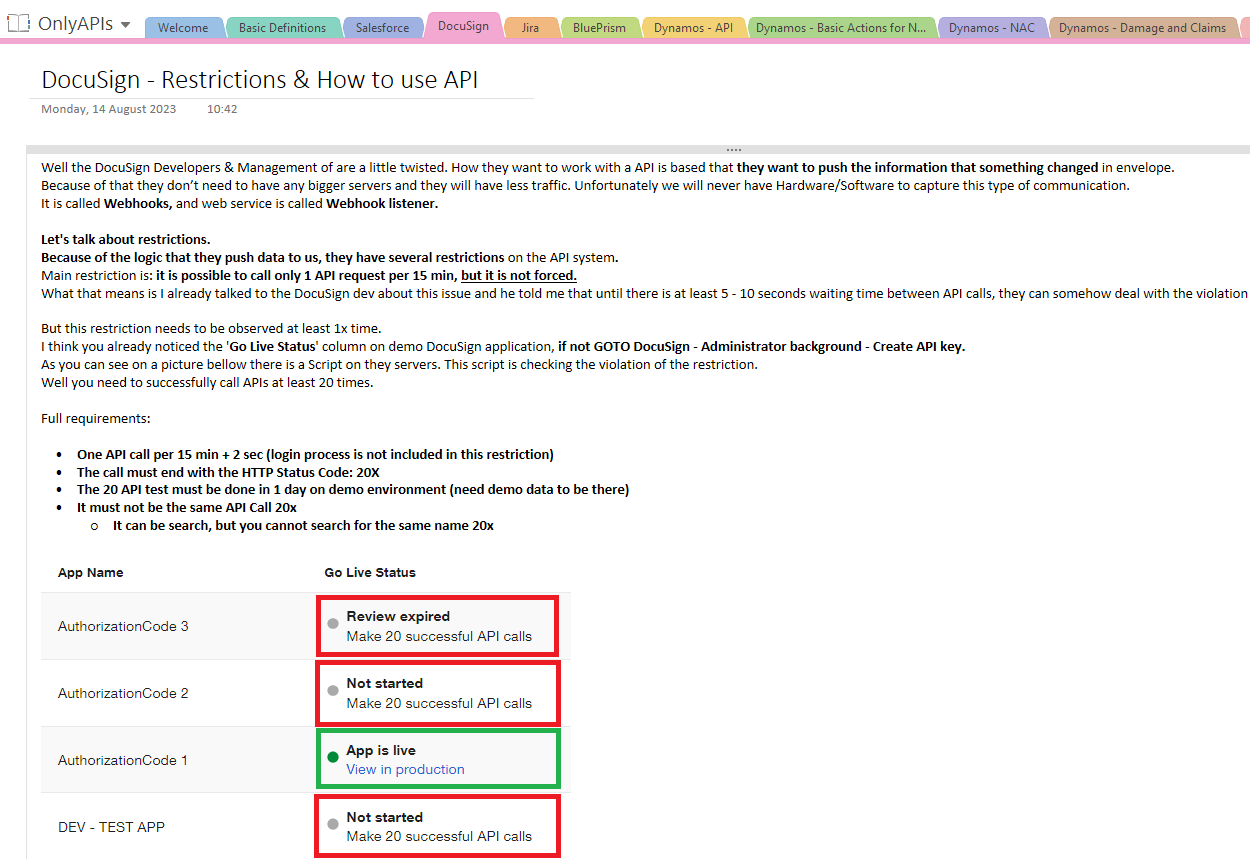 OnlyAPIs
Welcome
Basic Definitions
Salesforce
DocuSign
Jira
BluePrism
Dynamos - API
Dynamos - Basic Actions for N...
Dynamos - NAC
Dynamos - Damage and Claims
DocuSign - Restrictions & How to use API
Monday, 14 August 2023 10:42
Well the DocuSign Developers & Management of are a little twisted. How they want to work with a API is based that they want to push the information that something changed in envelope.
Because of that they don't need to have any bigger servers and they will have less traffic. Unfortunately we will never have Hardware/Software to capture this type of communication.
It is called Webhooks, and web service is called Webhook listener.
Let's talk about restrictions.
Because of the logic that they push data to us, they have several restrictions on the API system.
Main restriction is: it is possible to call only 1 API request per 15 min, but it is not forced.
What that means is I already talked to the DocuSign dev about this issue and he told me that until there is at least 5 - 10 seconds waiting time between API calls, they can somehow deal with the violation
But this restriction needs to be observed at least 1x time.
I think you already noticed the 'Go Live Status' column on demo DocuSign application, if not GOTO DocuSign - Administrator background - Create API key.
As you can see on a picture bellow there is a Script on they servers. This script is checking the violation of the restriction.
Well you need to successfully call APIs at least 20 times.
Full requirements:
• One API call per 15 min + 2 sec (login process is not included in this restriction)
• The call must end with the HTTP Status Code: 20X
• The 20 API test must be done in 1 day on demo environment (need demo data to be there)
• It must not be the same API Call 20x
o It can be search, but you cannot search for the same name 20x
App Name Go Live Status
AuthorizationCode 3
Review expired
Make 20 successful API calls
AuthorizationCode 2
Not started
Make 20 successful API calls
AuthorizationCode 1
App is live
View in production
DEV - TEST APP
Not started
Make 20 successful API calls